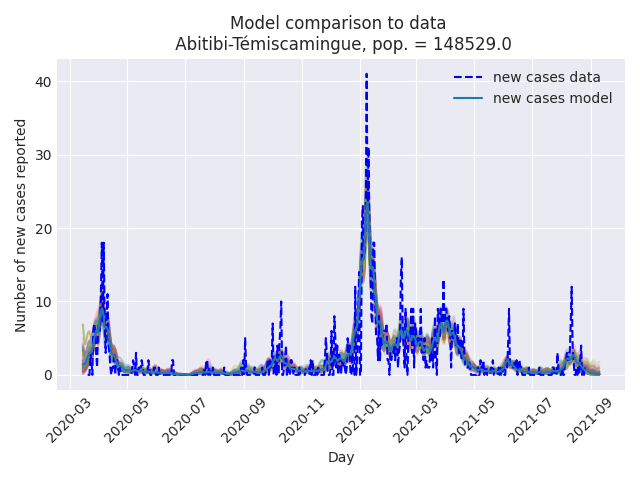 Model comparison to data
Abitibi-Témiscamingue, pop. = 148529.0
new cases data
new cases model
Number of new cases reported
40
30
20
10
0
2020-03
2020-05
2020-07
2020-09
2020-11
2021-01
2021-03
2021-05
2021-07
2021-09
Day